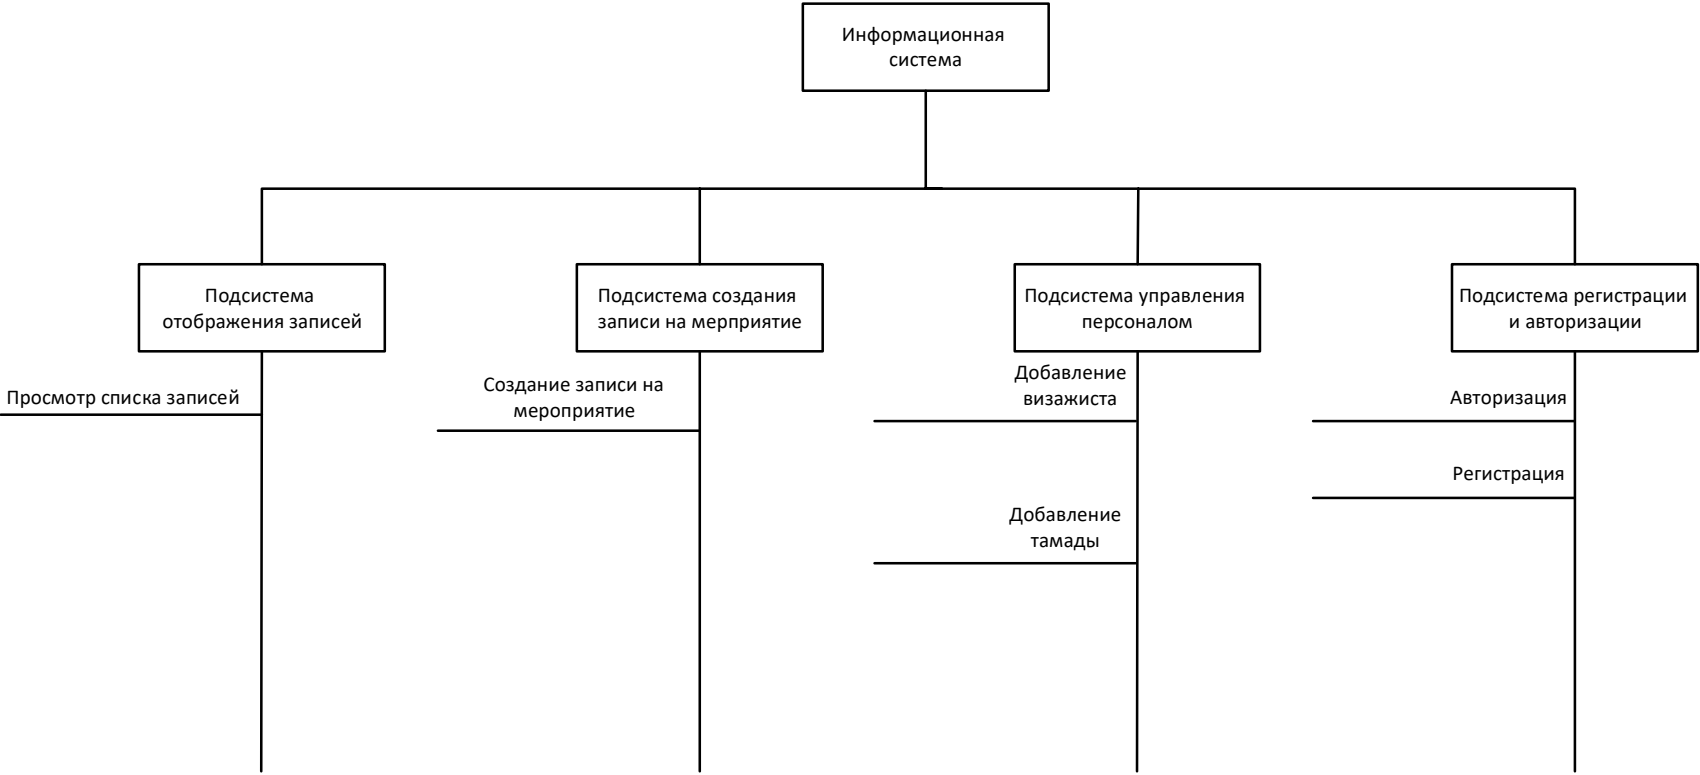 Информационная
система
Подсистема
отображения записей
Подсистема создания
записи на мерприятие
Подсистема управления
персоналом
Подсистема регистрации
и авторизации
Просмотр списка записей
Создание записи на
мероприятие
Добавление
визажиста
Добавление
тамады
Авторизация
Регистрация